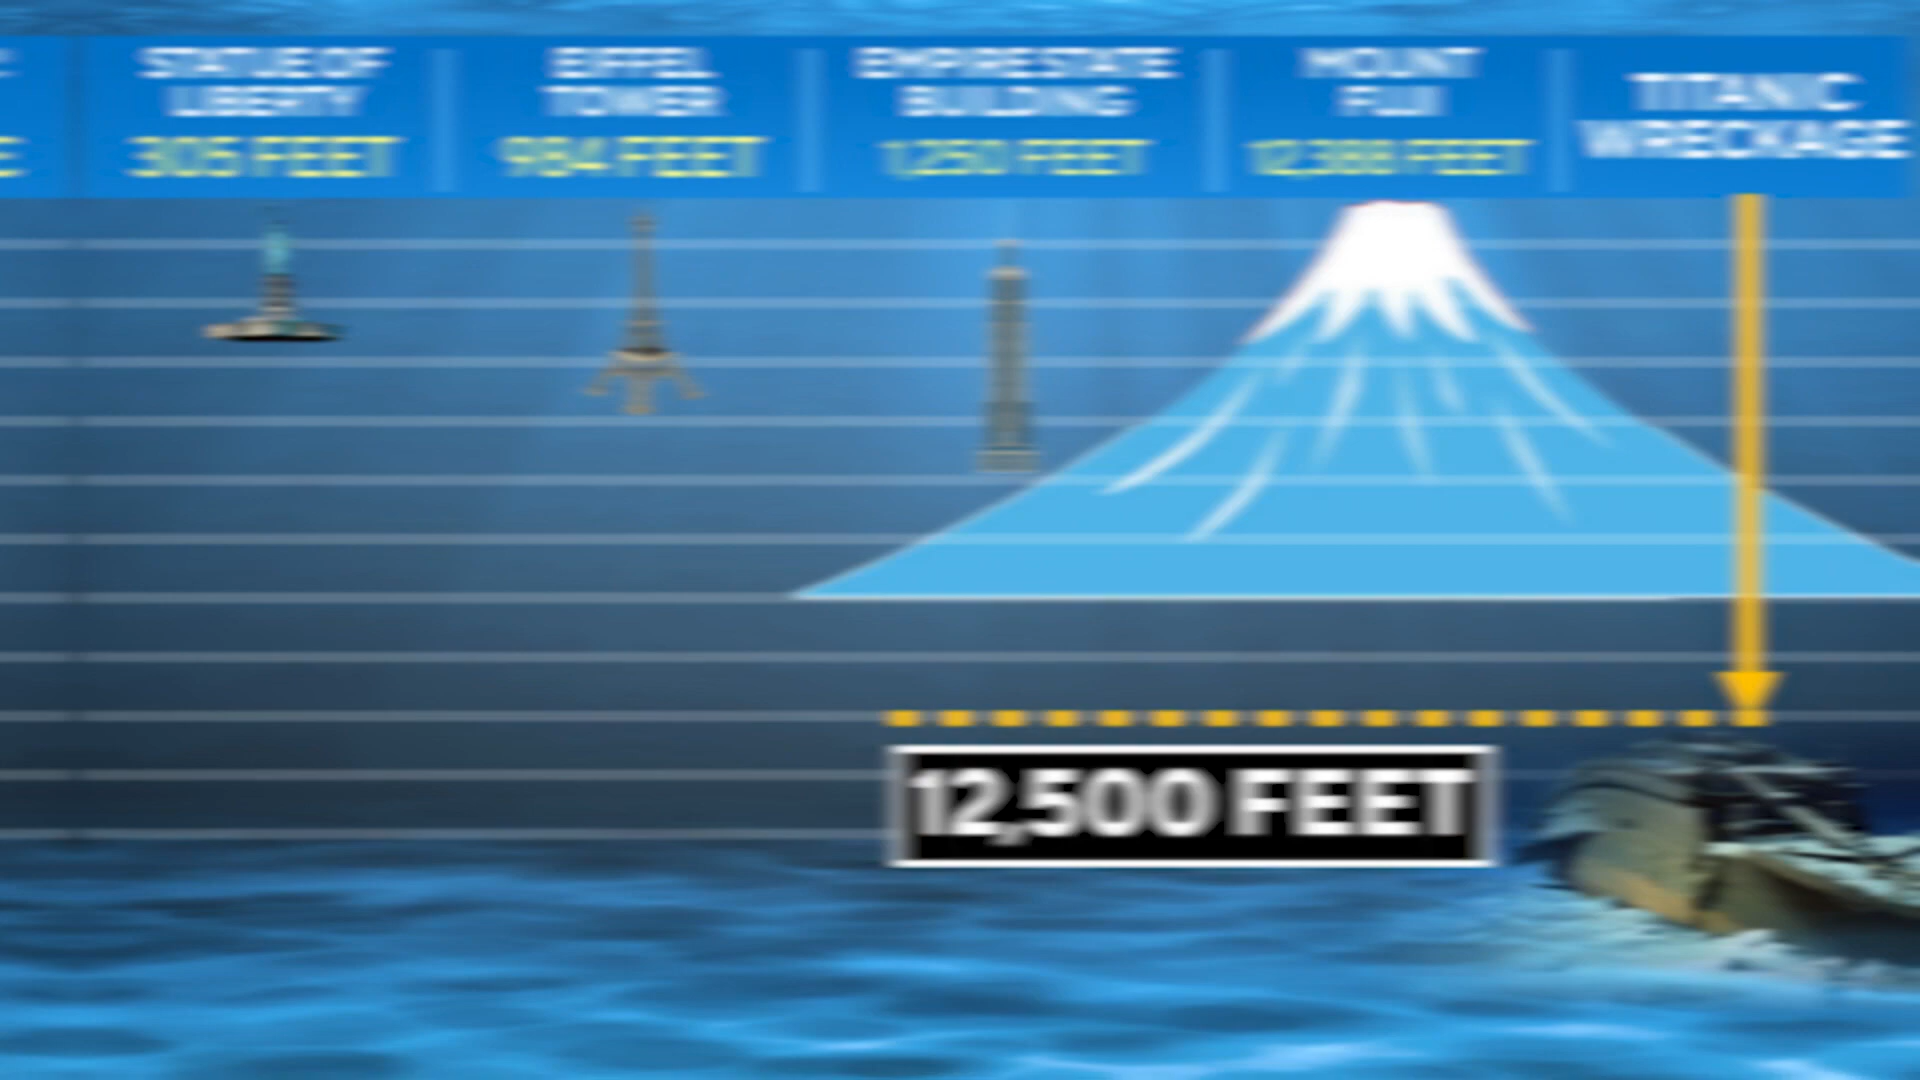 STATUE OF
LIBERTY
305 FEET
EIFFEL
TOWER
984 FEET
EMPIRE STATE
BUILDING
1,250 FEET
MOUNT
FUJI
12,388 FEET
TITANIC
WRECKAGE
12,500 FEET